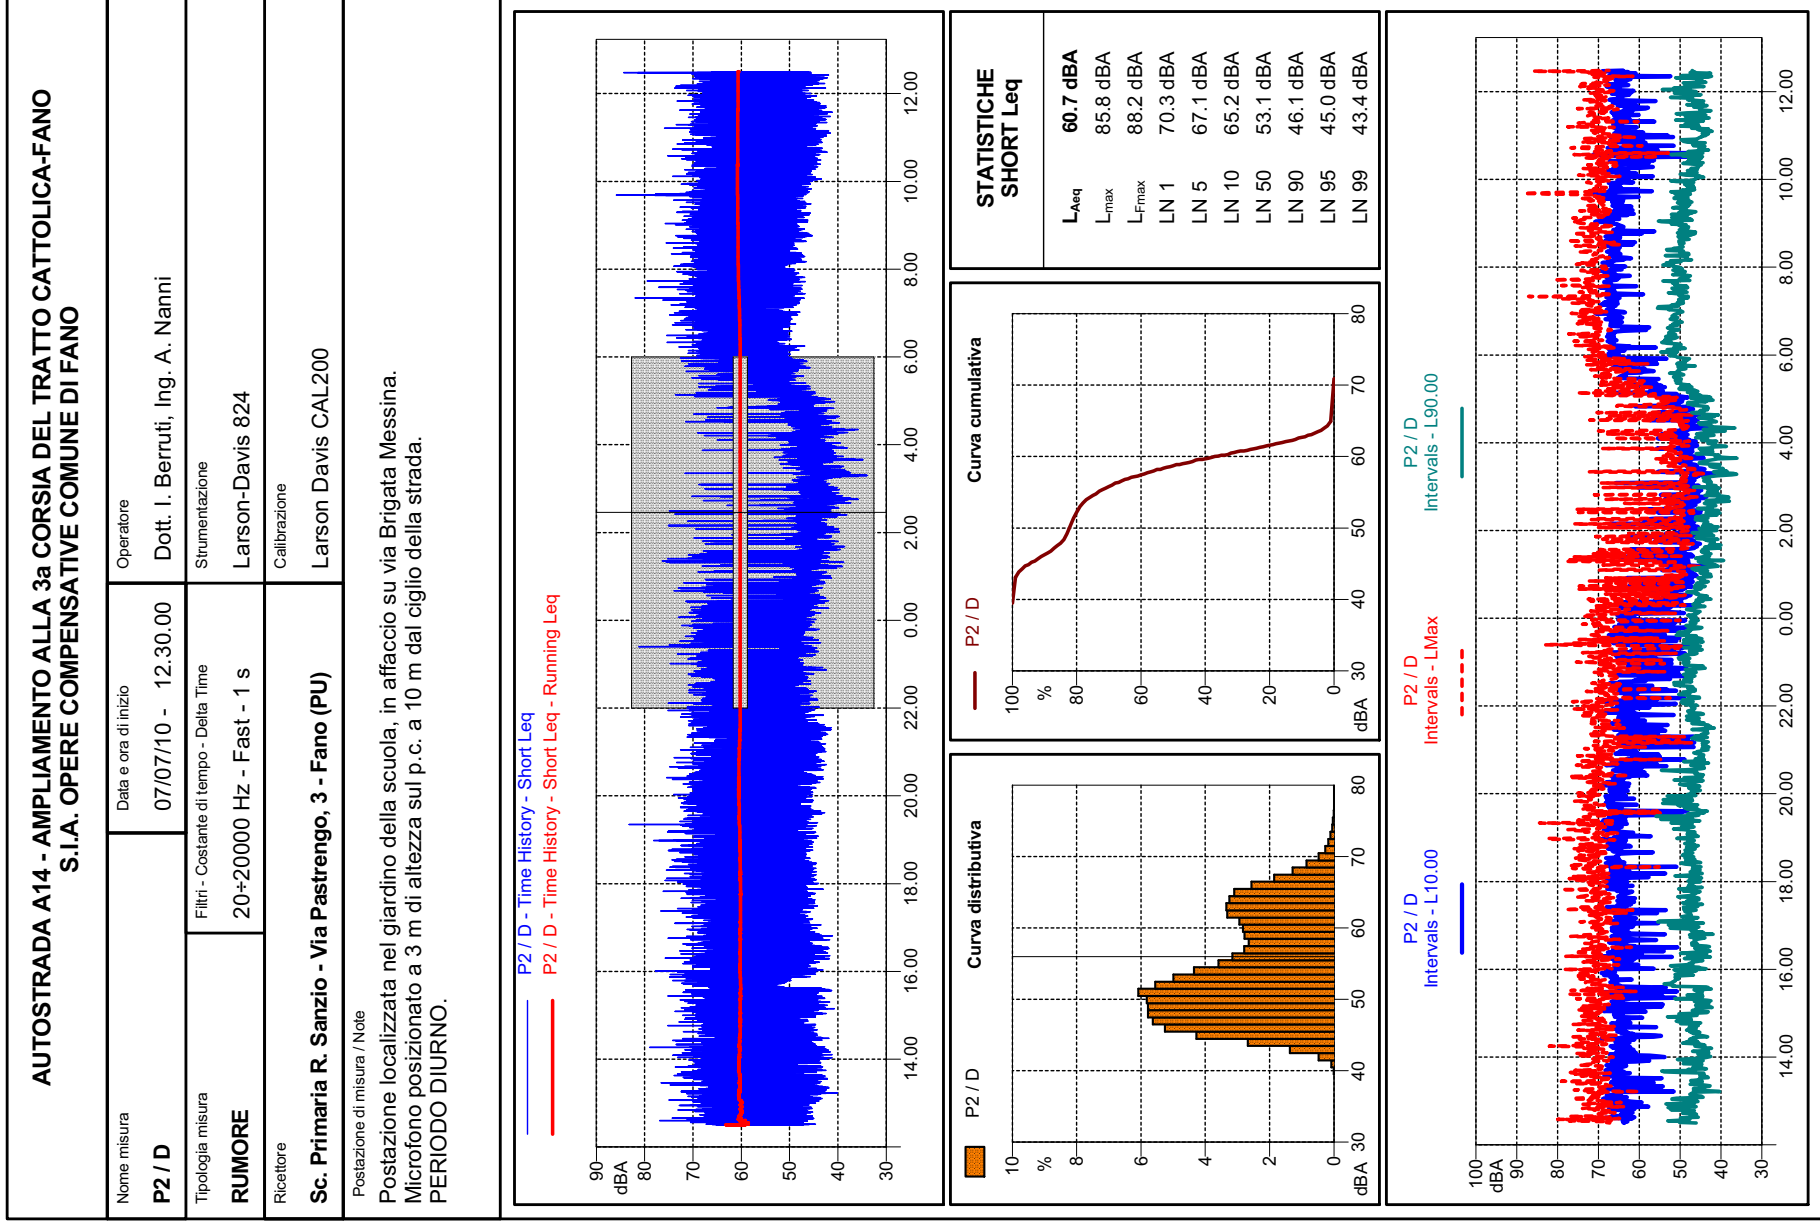 AUTOSTRADA A14 - AMPLIAMENTO ALLA 3a CORSIA DEL TRATTO CATTOLICA-FANO
S.I.A. OPERE COMPENSATIVE COMUNE DI FANO
Nome misura
P2 / D
Data e ora di inizio
07/07/10 - 12.30.00
Operatore
Dott. I. Berruti, Ing. A. Nanni
Tipologia misura
RUMORE
Filtri - Costante di tempo - Delta Time
20÷20000 Hz - Fast - 1 s
Strumentazione
Larson-Davis 824
Ricettore
Sc. Primaria R. Sanzio - Via Pastrengo, 3 - Fano (PU)
Calibrazione
Larson Davis CAL200
Postazione di misura / Note
Postazione localizzata nel giardino della scuola, in affaccio su via Brigata Messina.
Microfono posizionato a 3 m di altezza sul p.c. a 10 m dal ciglio della strada.
PERIODO DIURNO.
P2 / D - Time History - Short Leq
P2 / D - Time History - Short Leq - Running Leq
90
dBA
80
70
60
50
40
30
14.00 16.00 18.00 20.00 22.00 0.00 2.00 4.00 6.00 8.00 10.00 12.00
P2 / D
Curva distributiva
10
%
8
6
4
2
0
dBA
30 40 50 60 70 80
P2 / D
Curva cumulativa
100
%
80
60
40
20
0
dBA
30 40 50 60 70 80
STATISTICHE
SHORT Leq
LAeq 60.7 dBA
Lmax 85.8 dBA
LFmax 88.2 dBA
LN 1 70.3 dBA
LN 5 67.1 dBA
LN 10 65.2 dBA
LN 50 53.1 dBA
LN 90 46.1 dBA
LN 95 45.0 dBA
LN 99 43.4 dBA
P2 / D
Intervals - L10.00
P2 / D
Intervals - LMax
P2 / D
Intervals - L90.00
100
90
dBA
80
70
60
50
40
30
14.00 16.00 18.00 20.00 22.00 0.00 2.00 4.00 6.00 8.00 10.00 12.00